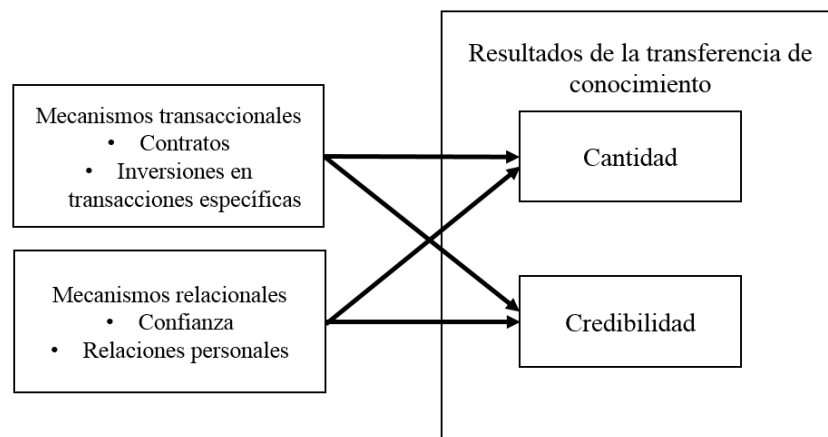 Resultados de la transferencia de
conocimiento
Mecanismos transaccionales
• Contratos
• Inversiones en
transacciones específicas
Cantidad
Mecanismos relacionales
• Confianza
• Relaciones personales
Credibilidad